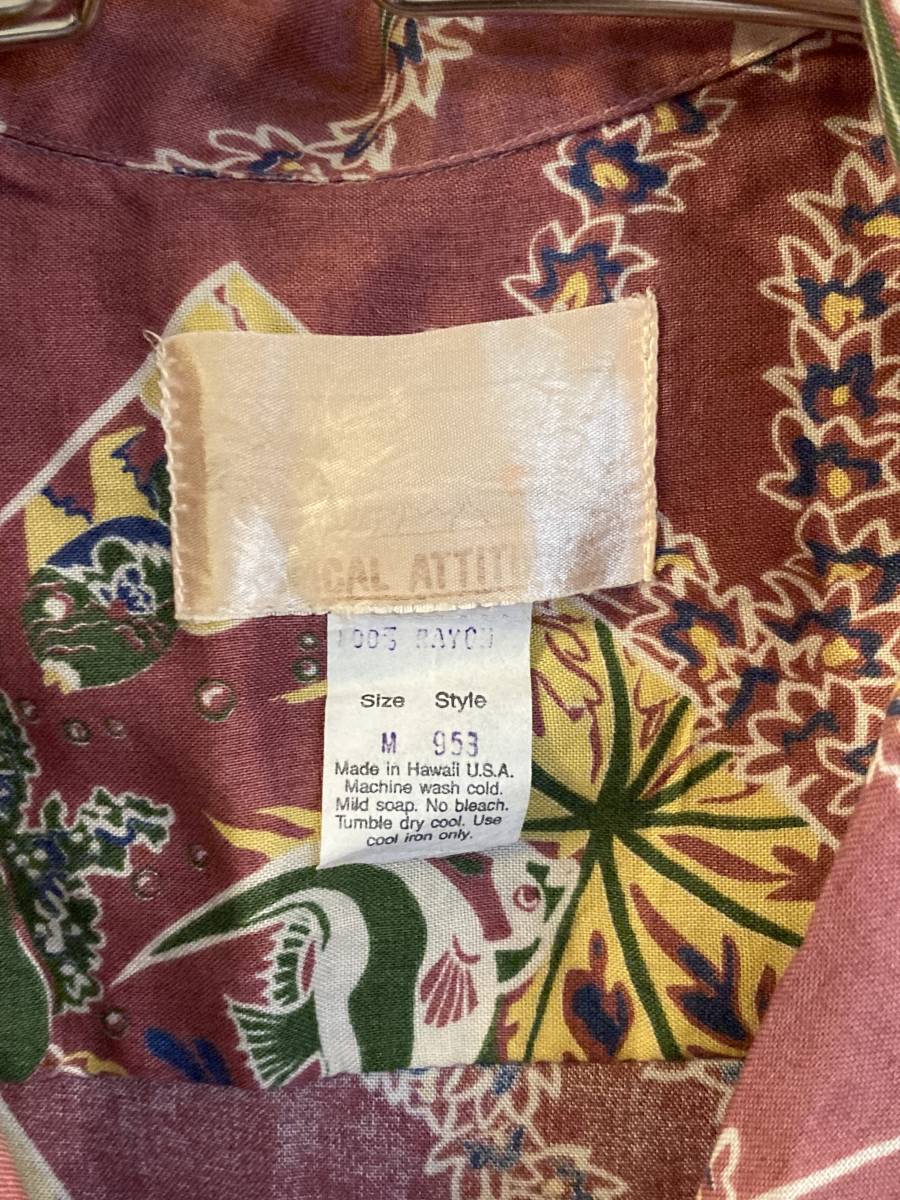 ICAL ATTIT
100% RAYON
Size Style
M 953
Made in Hawaii U.S.A.
Machine wash cold.
Mild soap. No bleach.
Tumble dry cool. Use
cool iron only.